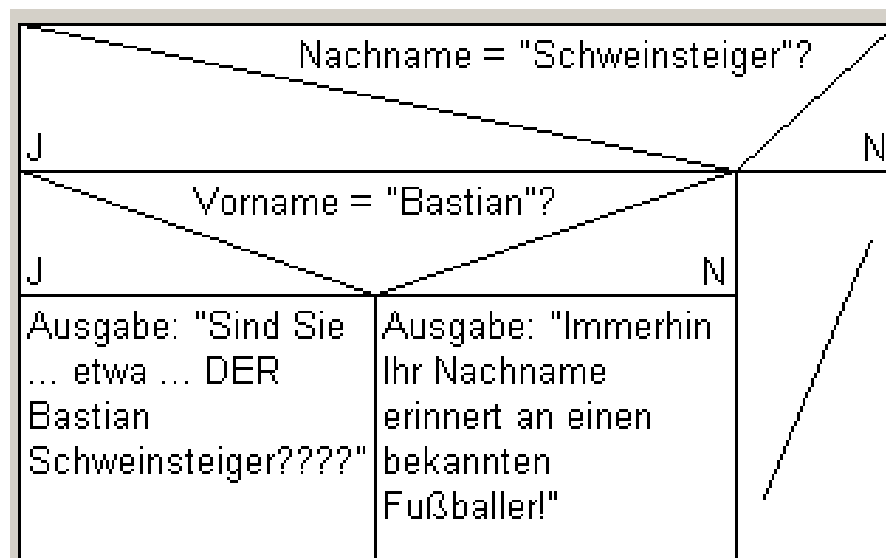 Nachname = "Schweinsteiger"?
J
N
Vorname = "Bastian"?
J
N
Ausgabe: "Sind Sie
... etwa ... DER
Bastian
Schweinsteiger????"
Ausgabe: "Immerhin
Ihr Nachname
erinnert an einen
bekannten
Fußballer!"